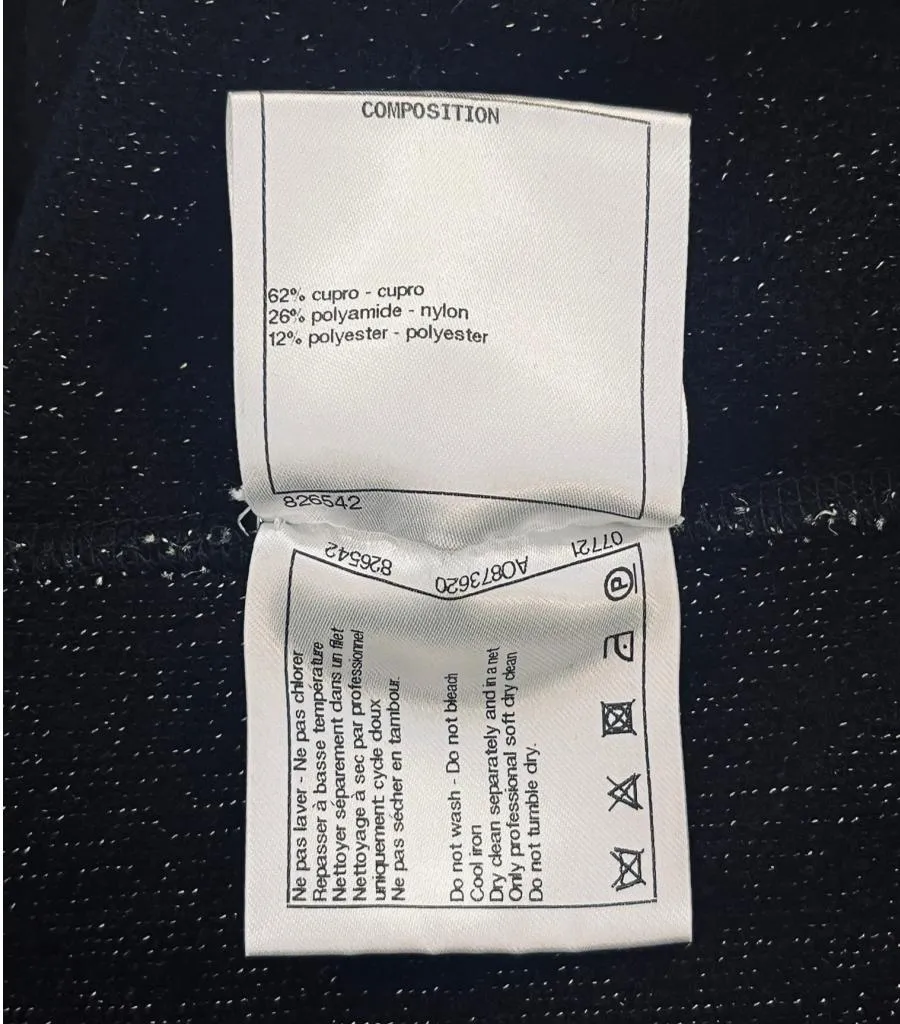 COMPOSITION
62% cupro - cupro
26% polyamide - nylon
12% polyester - polyester
826542
826542
A0873620
07721
Ne pas laver - Ne pas chlorer
Repasser à basse température
Nettoyer séparement dans un filet
Nettoyage à sec par professionnel
uniquement: cycle doux
Ne pas sécher en tambour.
Do not wash - Do not bleach
Cool iron
Dry clean separately and in a net
Only professional soft dry clean
Do not tumble dry.
P